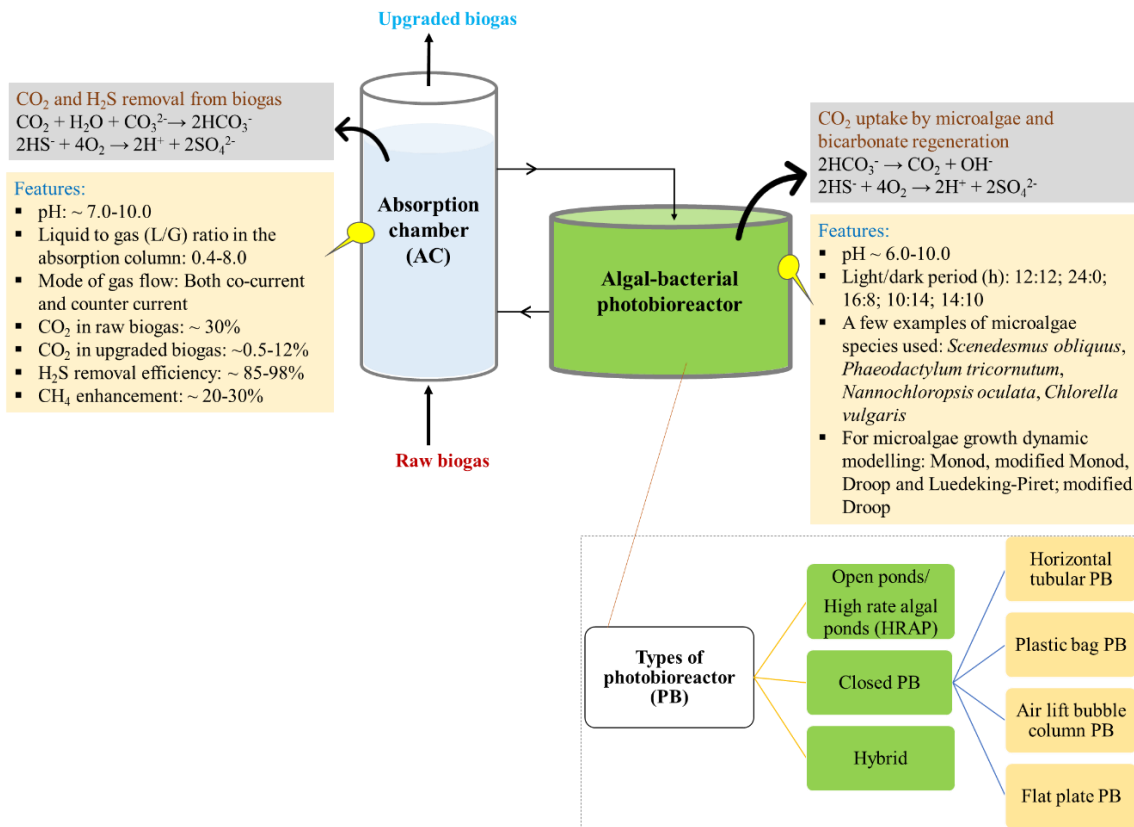 Upgraded biogas
CO₂ and H₂S removal from biogas
CO₂ + H₂O + CO₃²⁻→ 2HCO₃⁻
2HS⁻ + 4O₂ → 2H⁺ + 2SO₄²⁻
Features:
▪ pH: ~ 7.0-10.0
▪ Liquid to gas (L/G) ratio in the
absorption column: 0.4-8.0
▪ Mode of gas flow: Both co-current
and counter current
▪ CO₂ in raw biogas: ~ 30%
▪ CO₂ in upgraded biogas: ~0.5-12%
▪ H₂S removal efficiency: ~ 85-98%
▪ CH₄ enhancement: ~ 20-30%
Absorption
chamber
(AC)
Raw biogas
Algal-bacterial
photobioreactor
CO₂ uptake by microalgae and
bicarbonate regeneration
2HCO₃⁻ → CO₂ + OH⁻
2HS⁻ + 4O₂ → 2H⁺ + 2SO₄²⁻
Features:
▪ pH ~ 6.0-10.0
▪ Light/dark period (h): 12:12; 24:0;
16:8; 10:14; 14:10
▪ A few examples of microalgae
species used: Scenedesmus obliquus,
Phaeodactylum tricornutum,
Nannochloropsis oculata, Chlorella
vulgaris
▪ For microalgae growth dynamic
modelling: Monod, modified Monod,
Droop and Luedeking-Piret; modified
Droop
Types of
photobioreactor
(PB)
Open ponds/
High rate algal
ponds (HRAP)
Closed PB
Hybrid
Horizontal
tubular PB
Plastic bag PB
Air lift bubble
column PB
Flat plate PB